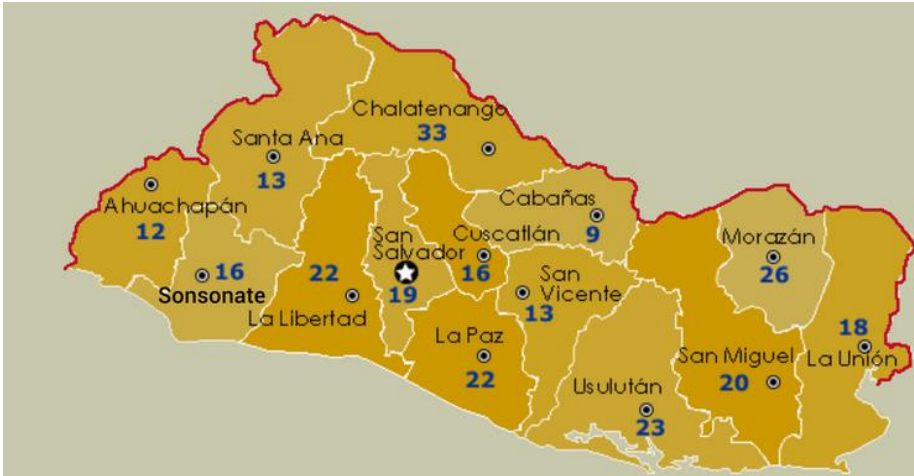 Chalatenango
33
Santa Ana
13
Ahuachapán
12
Cabañas
9
San
Salvador
19
Cuscatlán
16
Morazán
26
16
Sonsonate
22
La Libertad
San
Vicente
13
La Paz
22
18
La Unión
San Miguel
20
Usulután
23